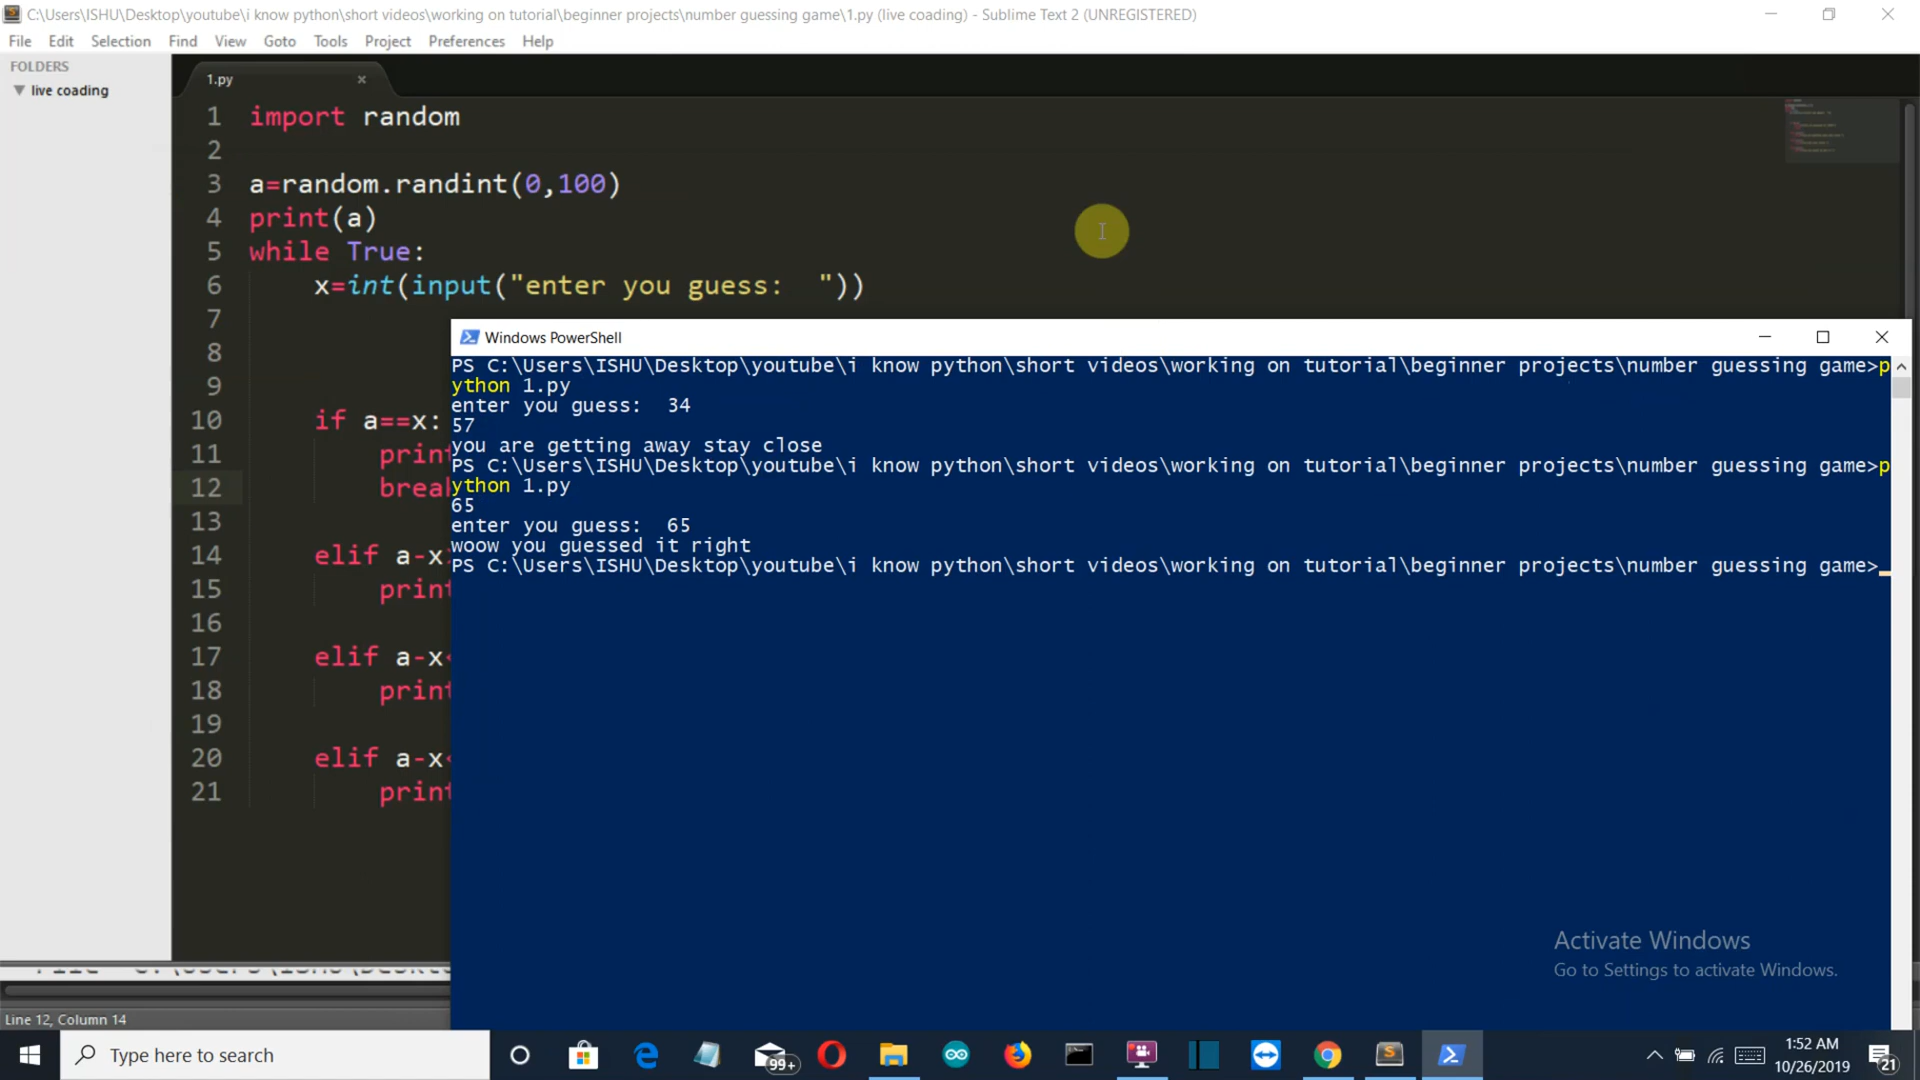 C:\Users\ISHU\Desktop\youtube\i know python\short videos\working on tutorial\beginner projects\number guessing game\1.py (live coading) - Sublime Text 2 (UNREGISTERED)
File Edit Selection Find View Goto Tools Project Preferences Help
FOLDERS
live coading
1.py
1 import random
2
3 a=random.randint(0,100)
4 print(a)
5 while True:
6 x=int(input("enter you guess:  "))
7
8
9
10 if a==x:
11 print
12 break
13
14 elif a-x
15 print
16
17 elif a-x<
18 print
19
20 elif a-x<
21 print
Windows PowerShell
PS C:\Users\ISHU\Desktop\youtube\i know python\short videos\working on tutorial\beginner projects\number guessing game>p
ython 1.py
enter you guess:  34
57
you are getting away stay close
PS C:\Users\ISHU\Desktop\youtube\i know python\short videos\working on tutorial\beginner projects\number guessing game>p
ython 1.py
65
enter you guess:  65
woow you guessed it right
PS C:\Users\ISHU\Desktop\youtube\i know python\short videos\working on tutorial\beginner projects\number guessing game>
Activate Windows
Go to Settings to activate Windows.
Line 12, Column 14
Type here to search
99+
1:52 AM
10/26/2019
21